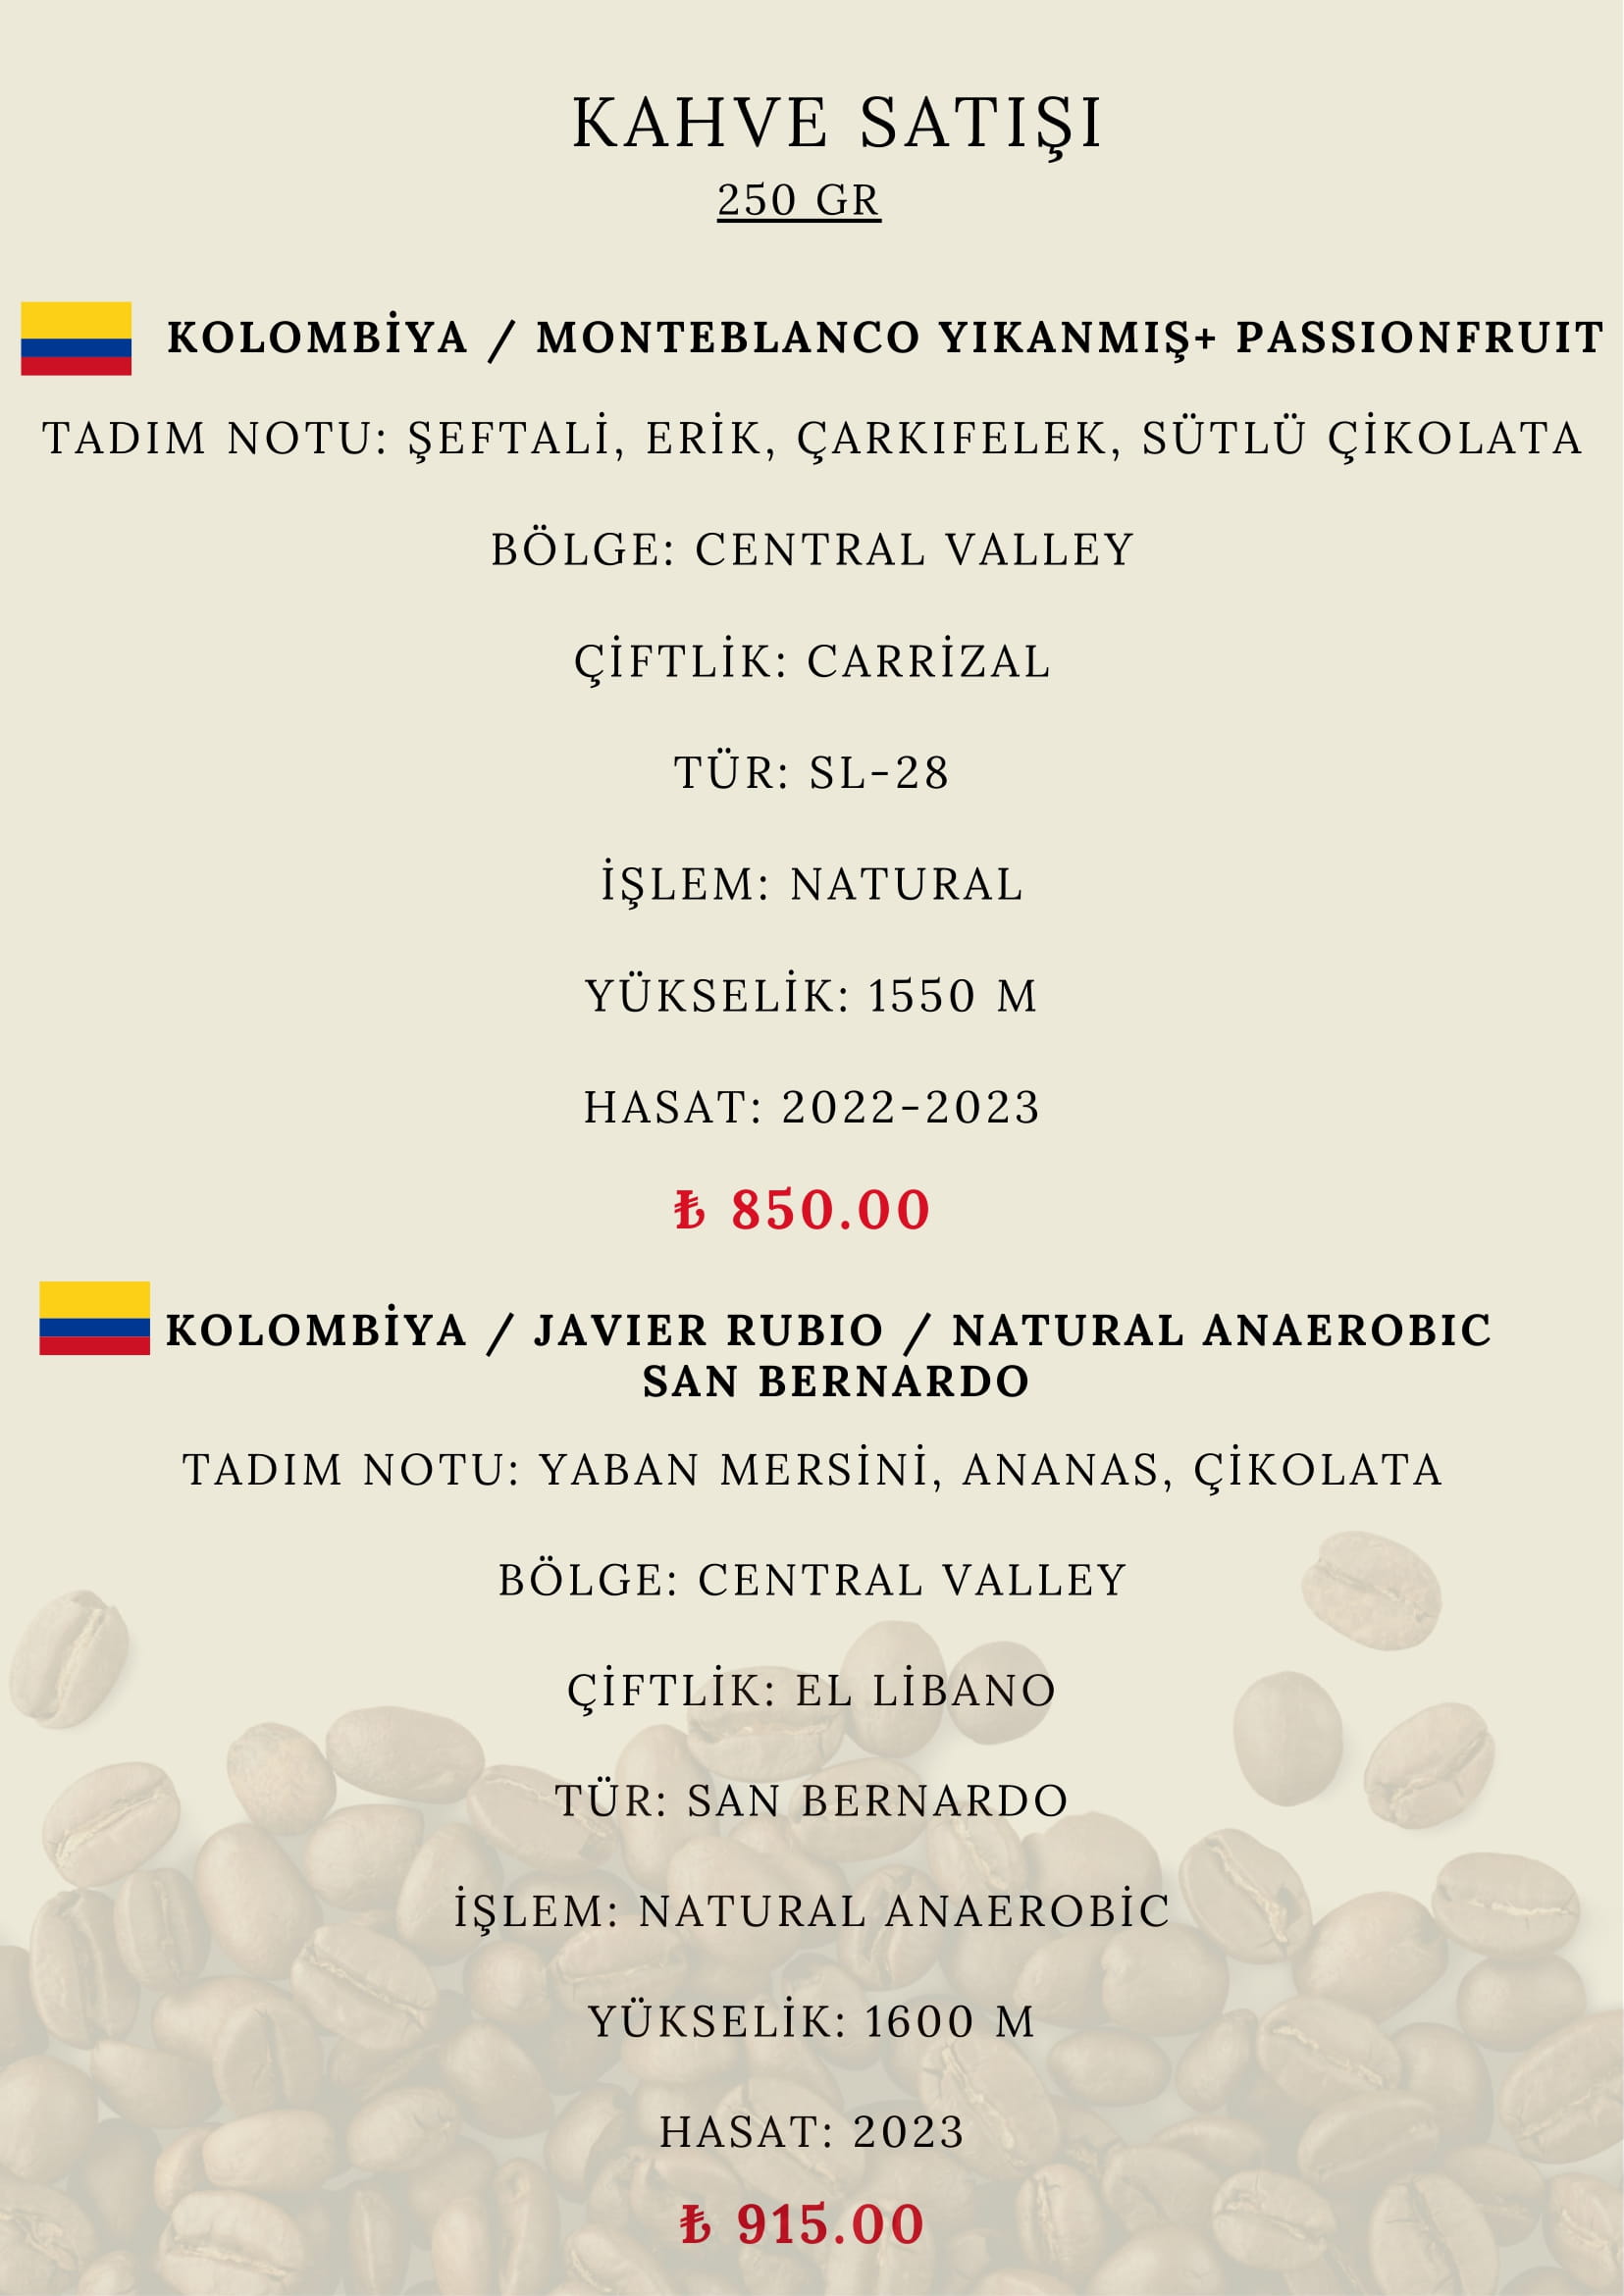 KAHVE SATIŞI
250 GR
KOLOMBİYA / MONTEBLANCO YIKANMIŞ+ PASSIONFRUIT
TADIM NOTU: ŞEFTALİ, ERİK, ÇARKIFELEK, SÜTLÜ ÇİKOLATA
BÖLGE: CENTRAL VALLEY
ÇİFTLİK: CARRİZAL
TÜR: SL-28
İŞLEM: NATURAL
YÜKSELİK: 1550 M
HASAT: 2022-2023
₺ 850.00
KOLOMBİYA / JAVIER RUBIO / NATURAL ANAEROBIC
SAN BERNARDO
TADIM NOTU: YABAN MERSİNİ, ANANAS, ÇİKOLATA
BÖLGE: CENTRAL VALLEY
ÇİFTLİK: EL LİBANO
TÜR: SAN BERNARDO
İŞLEM: NATURAL ANAEROBİC
YÜKSELİK: 1600 M
HASAT: 2023
₺ 915.00